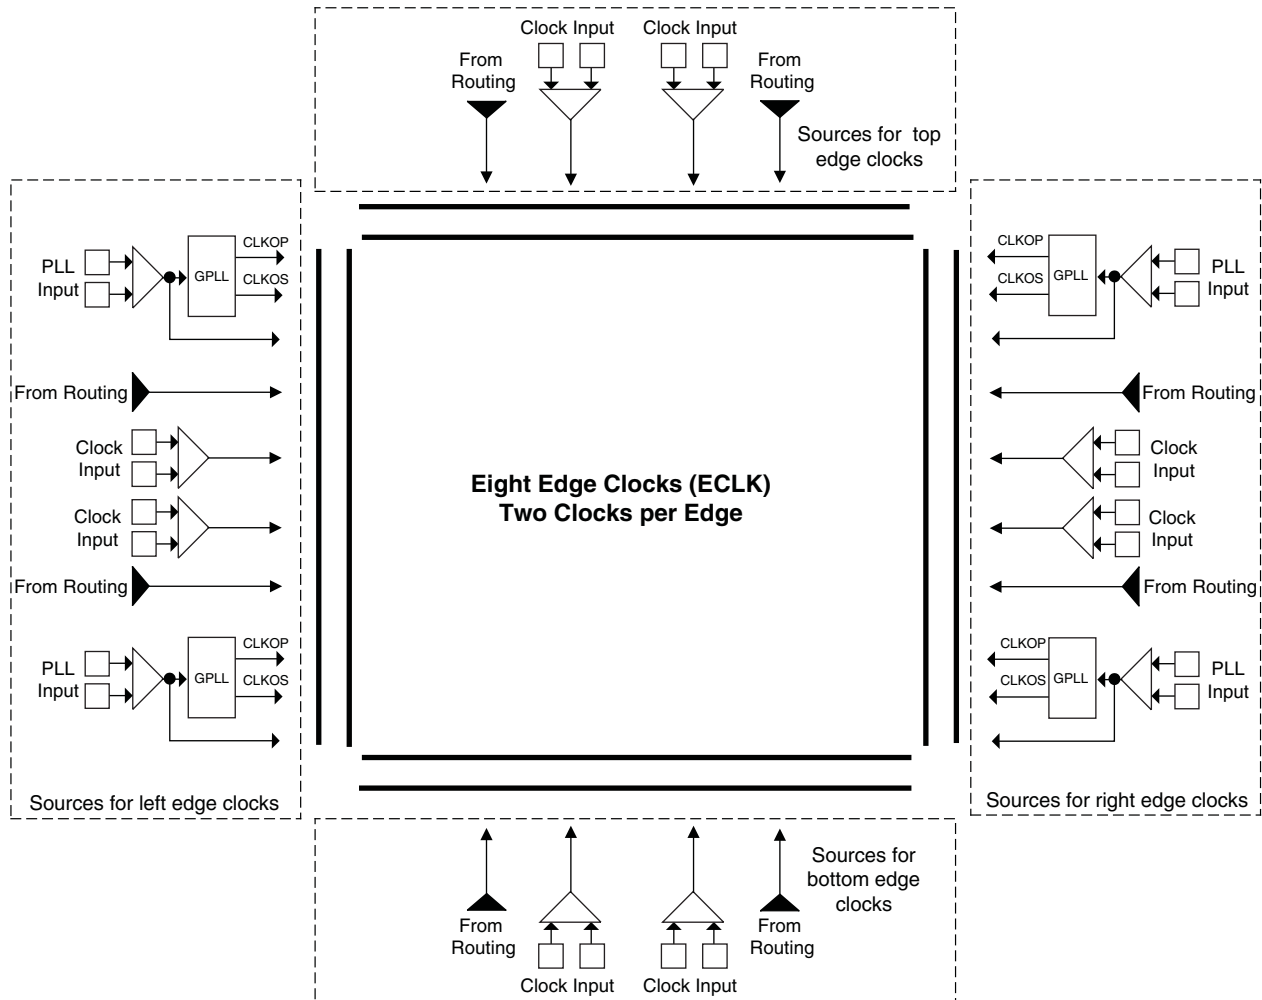 Clock Input
Clock Input
From
Routing
From
Routing
Sources for top
edge clocks
PLL
Input
GPLL
CLKOP
CLKOS
From Routing
Clock
Input
Clock
Input
From Routing
PLL
Input
GPLL
CLKOP
CLKOS
Sources for left edge clocks
Eight Edge Clocks (ECLK)
Two Clocks per Edge
CLKOP
CLKOS
GPLL
PLL
Input
From Routing
Clock
Input
Clock
Input
From Routing
CLKOP
CLKOS
GPLL
PLL
Input
Sources for right edge clocks
Sources for
bottom edge
clocks
From
Routing
From
Routing
Clock Input
Clock Input